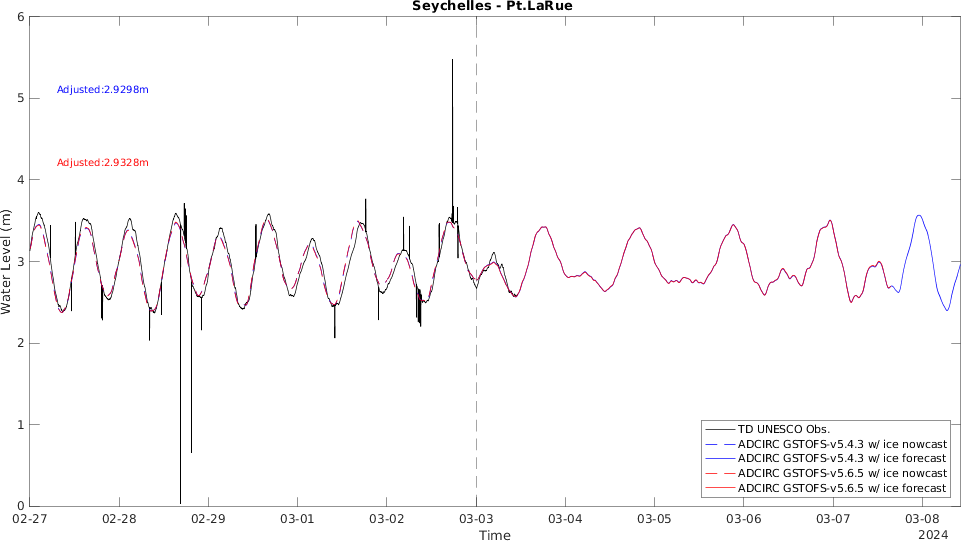 Seychelles - Pt.LaRue
6
5
4
3
2
1
0
Water Level (m)
Adjusted:2.9298m
Adjusted:2.9328m
TD UNESCO Obs.
ADCIRC GSTOFS-v5.4.3 w/ ice nowcast
ADCIRC GSTOFS-v5.4.3 w/ ice forecast
ADCIRC GSTOFS-v5.6.5 w/ ice nowcast
ADCIRC GSTOFS-v5.6.5 w/ ice forecast
02-27 02-28 02-29 03-01 03-02 03-03 03-04 03-05 03-06 03-07 03-08
Time
2024